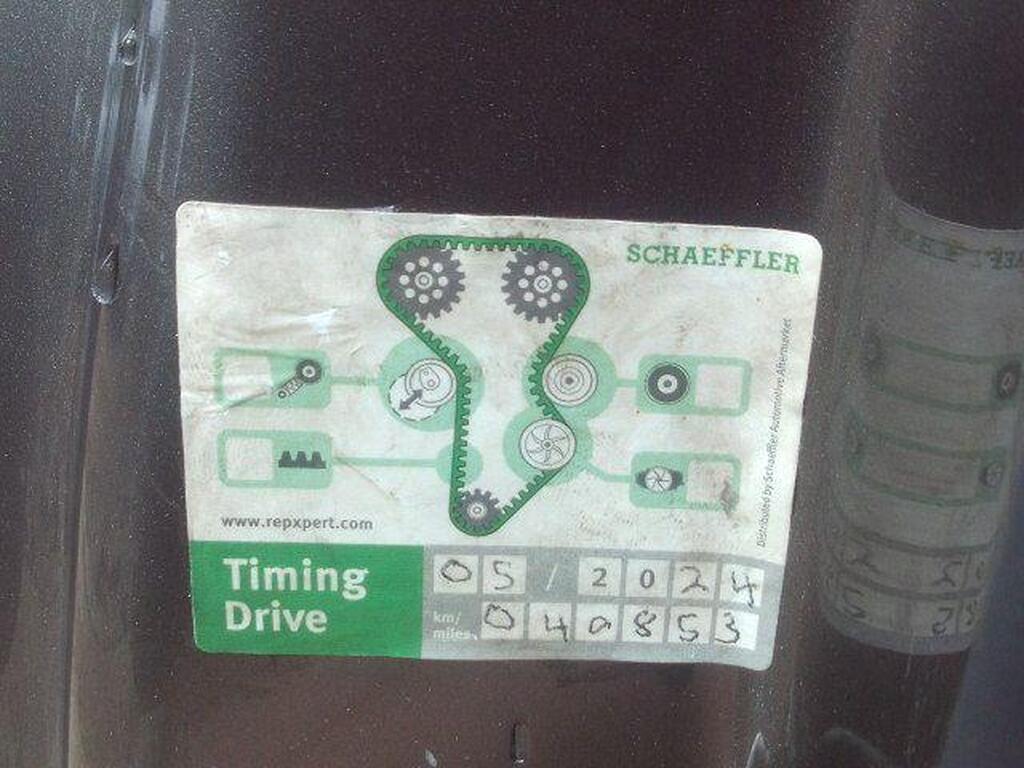 SCHAEFFLER
Distributed by Schaeffler Automotive Aftermarket
www.repxpert.com
Timing
Drive
05 / 2024
km/
miles 040853